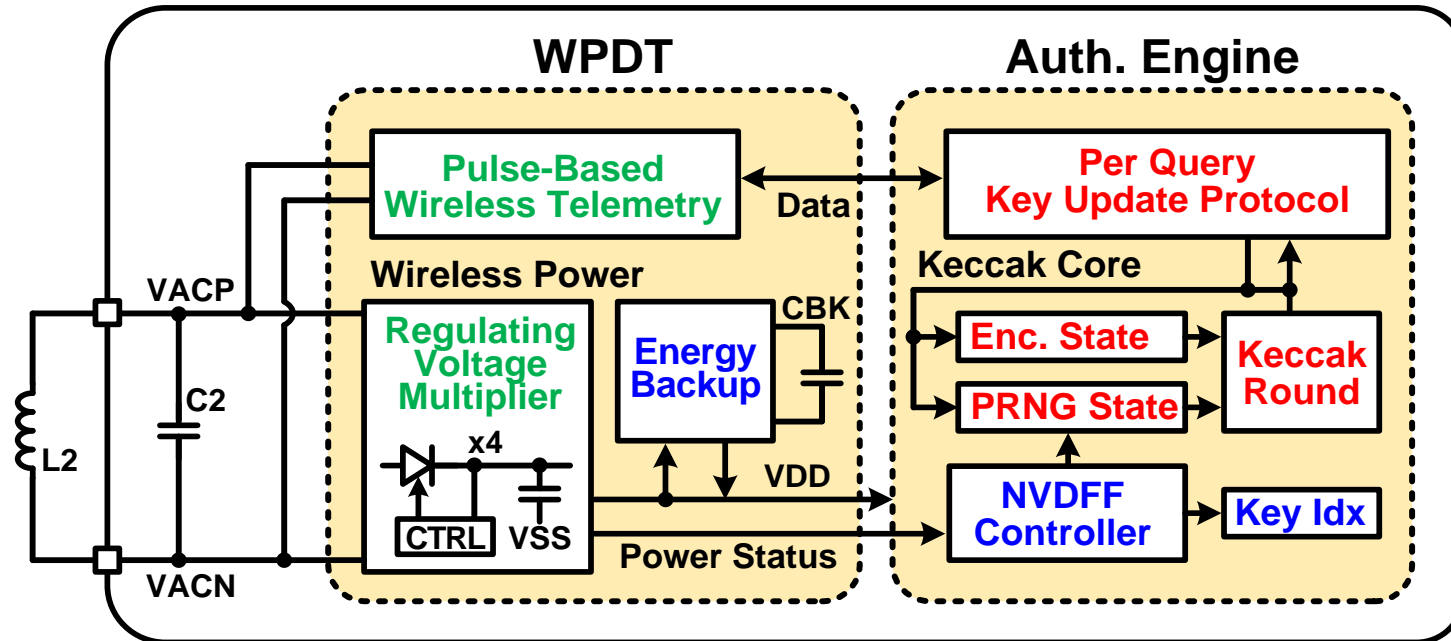 WPDT
Auth. Engine
Pulse-Based
Wireless Telemetry
Data
Per Query
Key Update Protocol
Wireless Power
Keccak Core
VACP
CBK
Regulating
Voltage
Multiplier
Energy
Backup
Enc. State
Keccak
Round
PRNG State
C2
L2
x4
CTRL
VSS
VDD
NVDFF
Controller
Key Idx
Power Status
VACN